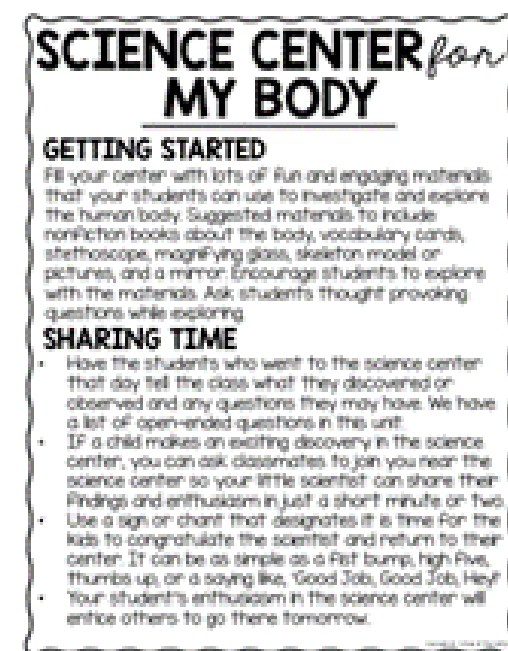 SCIENCE CENTER for
MY BODY
GETTING STARTED
Fill your center with lots of fun and engaging materials
that your students can use to investigate and explore
the human body. Suggested materials to include
nonfiction books about the body, vocabulary cards,
stethoscope, magnifying glass, skeleton model or
pictures, and a mirror. Encourage students to explore
with the materials. Ask students thought provoking
questions while exploring.
SHARING TIME
• Have the students who went to the science center
that day tell the class what they discovered or
observed and any questions they may have. We have
a list of open-ended questions in this unit.
• If a child makes an exciting discovery in the science
center, you can ask classmates to join you near the
science center so your little scientist can share their
findings and enthusiasm in just a short minute or two.
• Use a sign or chant that designates it is time for the
kids to congratulate the scientist and return to their
center. It can be as simple as a fist bump, high five,
thumbs up, or a saying like, "Good Job, Good Job, Hey!"
• Your student's enthusiasm in the science center will
entice others to go there tomorrow.